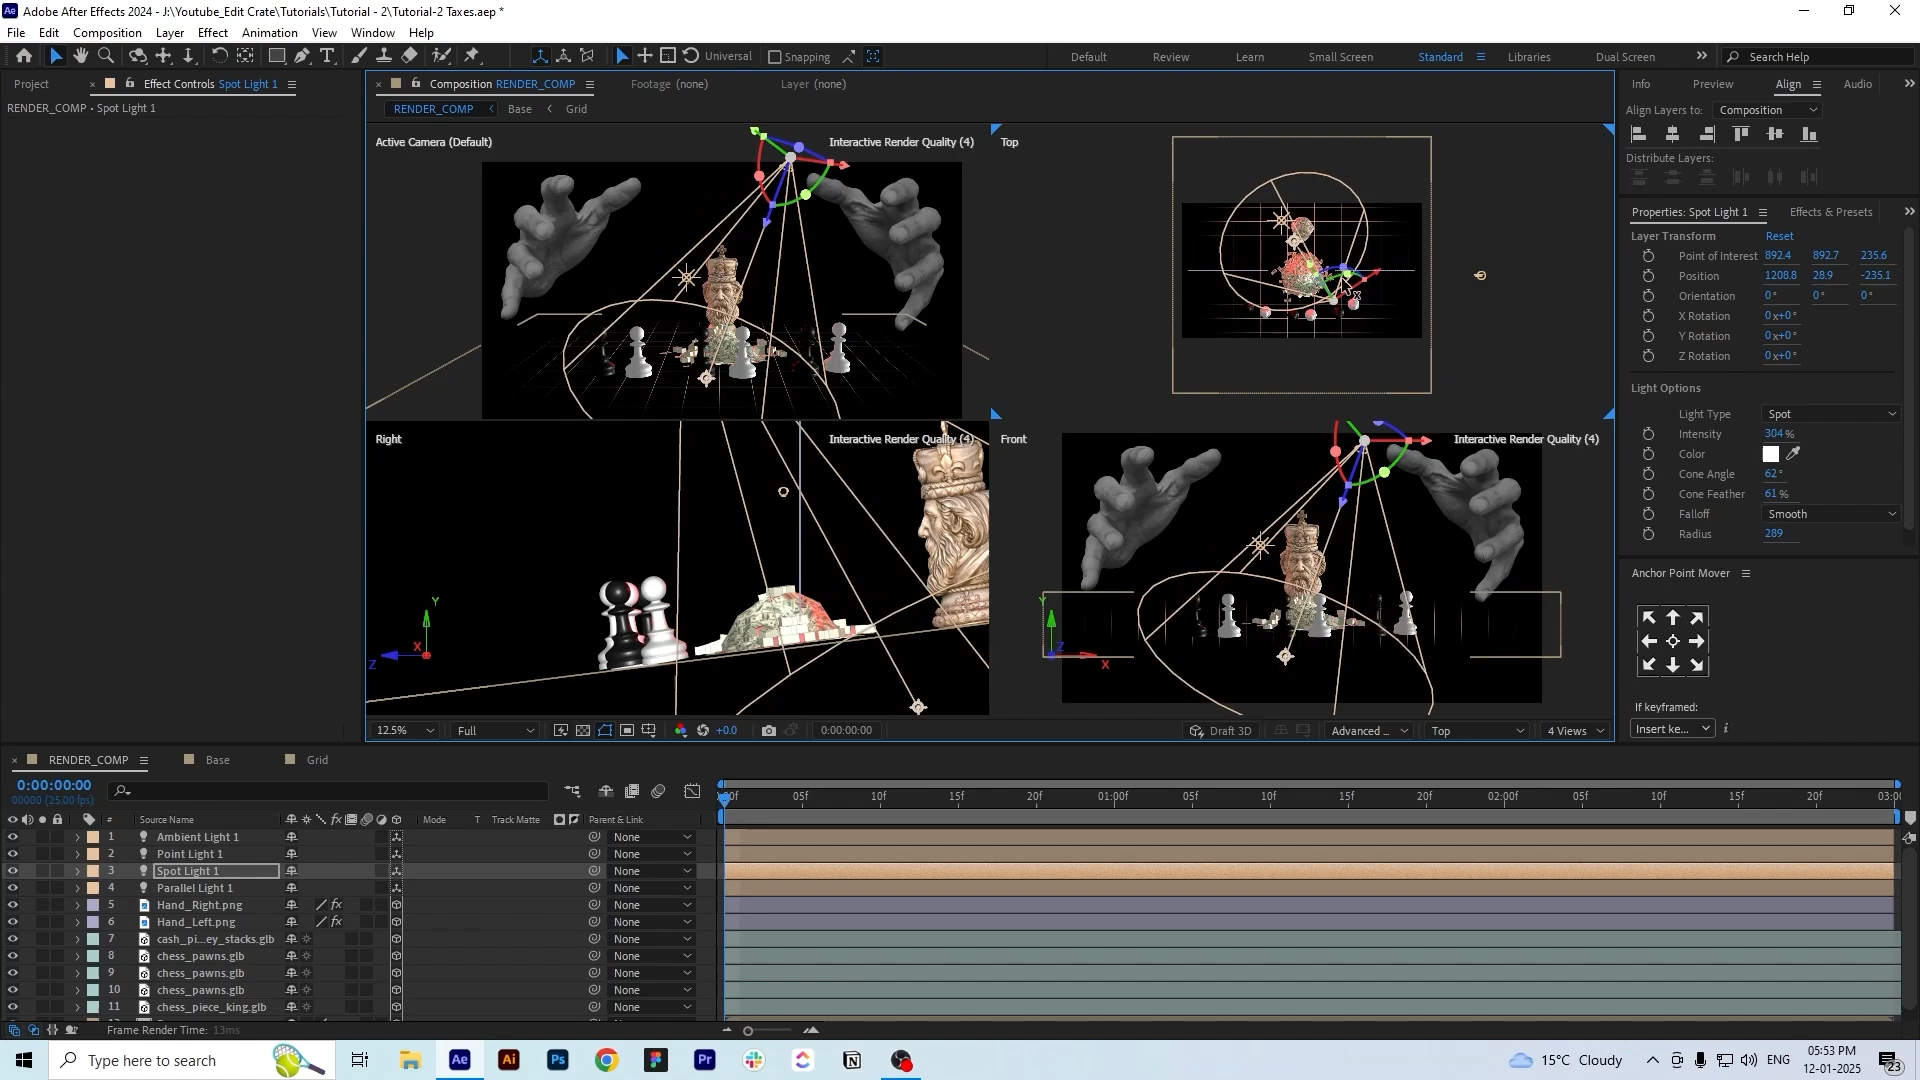 Adobe After Effects 2024 - J:\Youtube_Edit Crate\Tutorials\Tutorial - 2\Tutorial-2 Taxes.aep *
File Edit Composition Layer Effect Animation View Window Help
Universal Snapping Default Review Learn Small Screen Standard Libraries Dual Screen Search Help
Project Effect Controls Spot Light 1
RENDER_COMP • Spot Light 1
Composition RENDER_COMP Footage (none) Layer (none)
RENDER_COMP Base Grid
Active Camera (Default) Interactive Render Quality (4)
Top
Right Interactive Render Quality (4)
Front Interactive Render Quality (4)
Y
X
Z
Y
Z
X
12.5% Full +0.0 0:00:00:00 Draft 3D Advanced ... Top 4 Views
Info Preview Align Audio
Align Layers to: Composition
Distribute Layers:
Properties: Spot Light 1 Effects & Presets
Layer Transform Reset
Point of Interest 892.4 892.7 235.6
Position 1208.8 28.9 -235.1
Orientation 0° 0° 0°
X Rotation 0x+0°
Y Rotation 0x+0°
Z Rotation 0x+0°
Light Options
Light Type Spot
Intensity 304 %
Color
Cone Angle 62°
Cone Feather 61 %
Falloff Smooth
Radius 289
Anchor Point Mover
If keyframed:
Insert ke...
RENDER_COMP Base Grid
0:00:00:00
00000 (25.00 fps)
05f 10f 15f 20f 01:00f 05f 10f 15f 20f 02:00f 05f 10f 15f 20f
# Source Name Mode T Track Matte Parent & Link
1 Ambient Light 1 None
2 Point Light 1 None
3 Spot Light 1 None
4 Parallel Light 1 None
5 Hand_Right.png None
6 Hand_Left.png None
7 cash_pi...ey_stacks.glb None
8 chess_pawns.glb None
9 chess_pawns.glb None
10 chess_pawns.glb None
11 chess_piece_king.glb None
Frame Render Time: 13ms
Type here to search
15°C Cloudy ENG
05:53 PM
12-01-2025
23